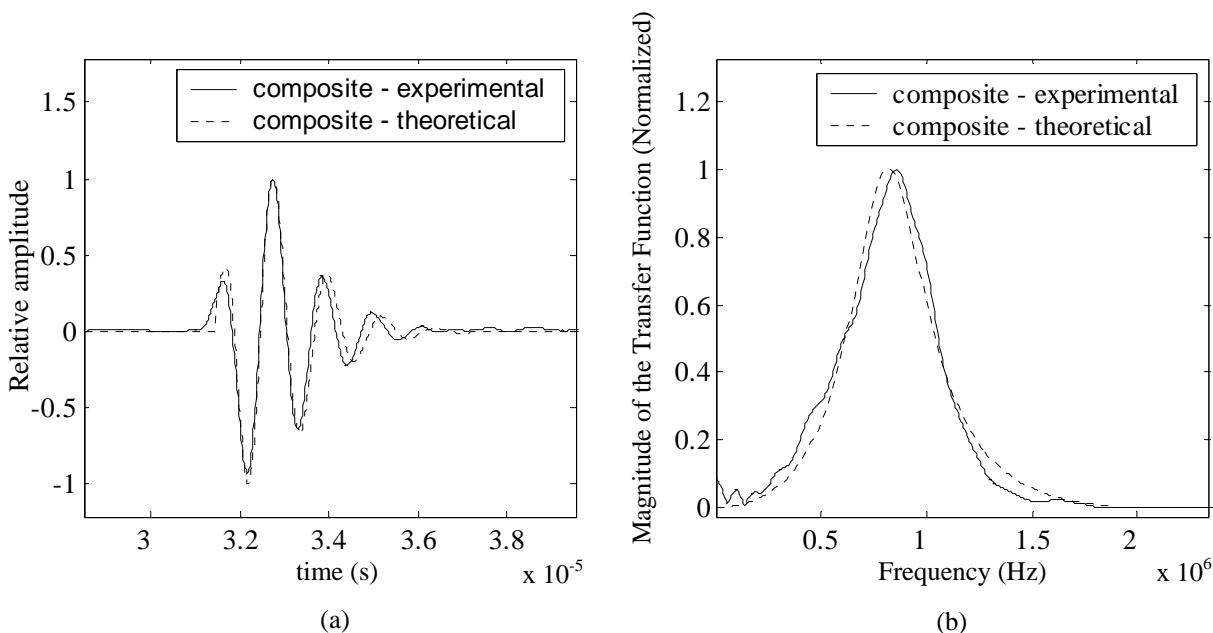 composite - experimental
composite - theoretical
Relative amplitude
1.5
1
0.5
0
-0.5
-1
3
3.2
3.4
3.6
3.8
time (s)
x 10-5
(a)
composite - experimental
composite - theoretical
Magnitude of the Transfer Function (Normalized)
1.2
1
0.8
0.6
0.4
0.2
0
0.5
1
1.5
2
Frequency (Hz)
x 10^6
(b)